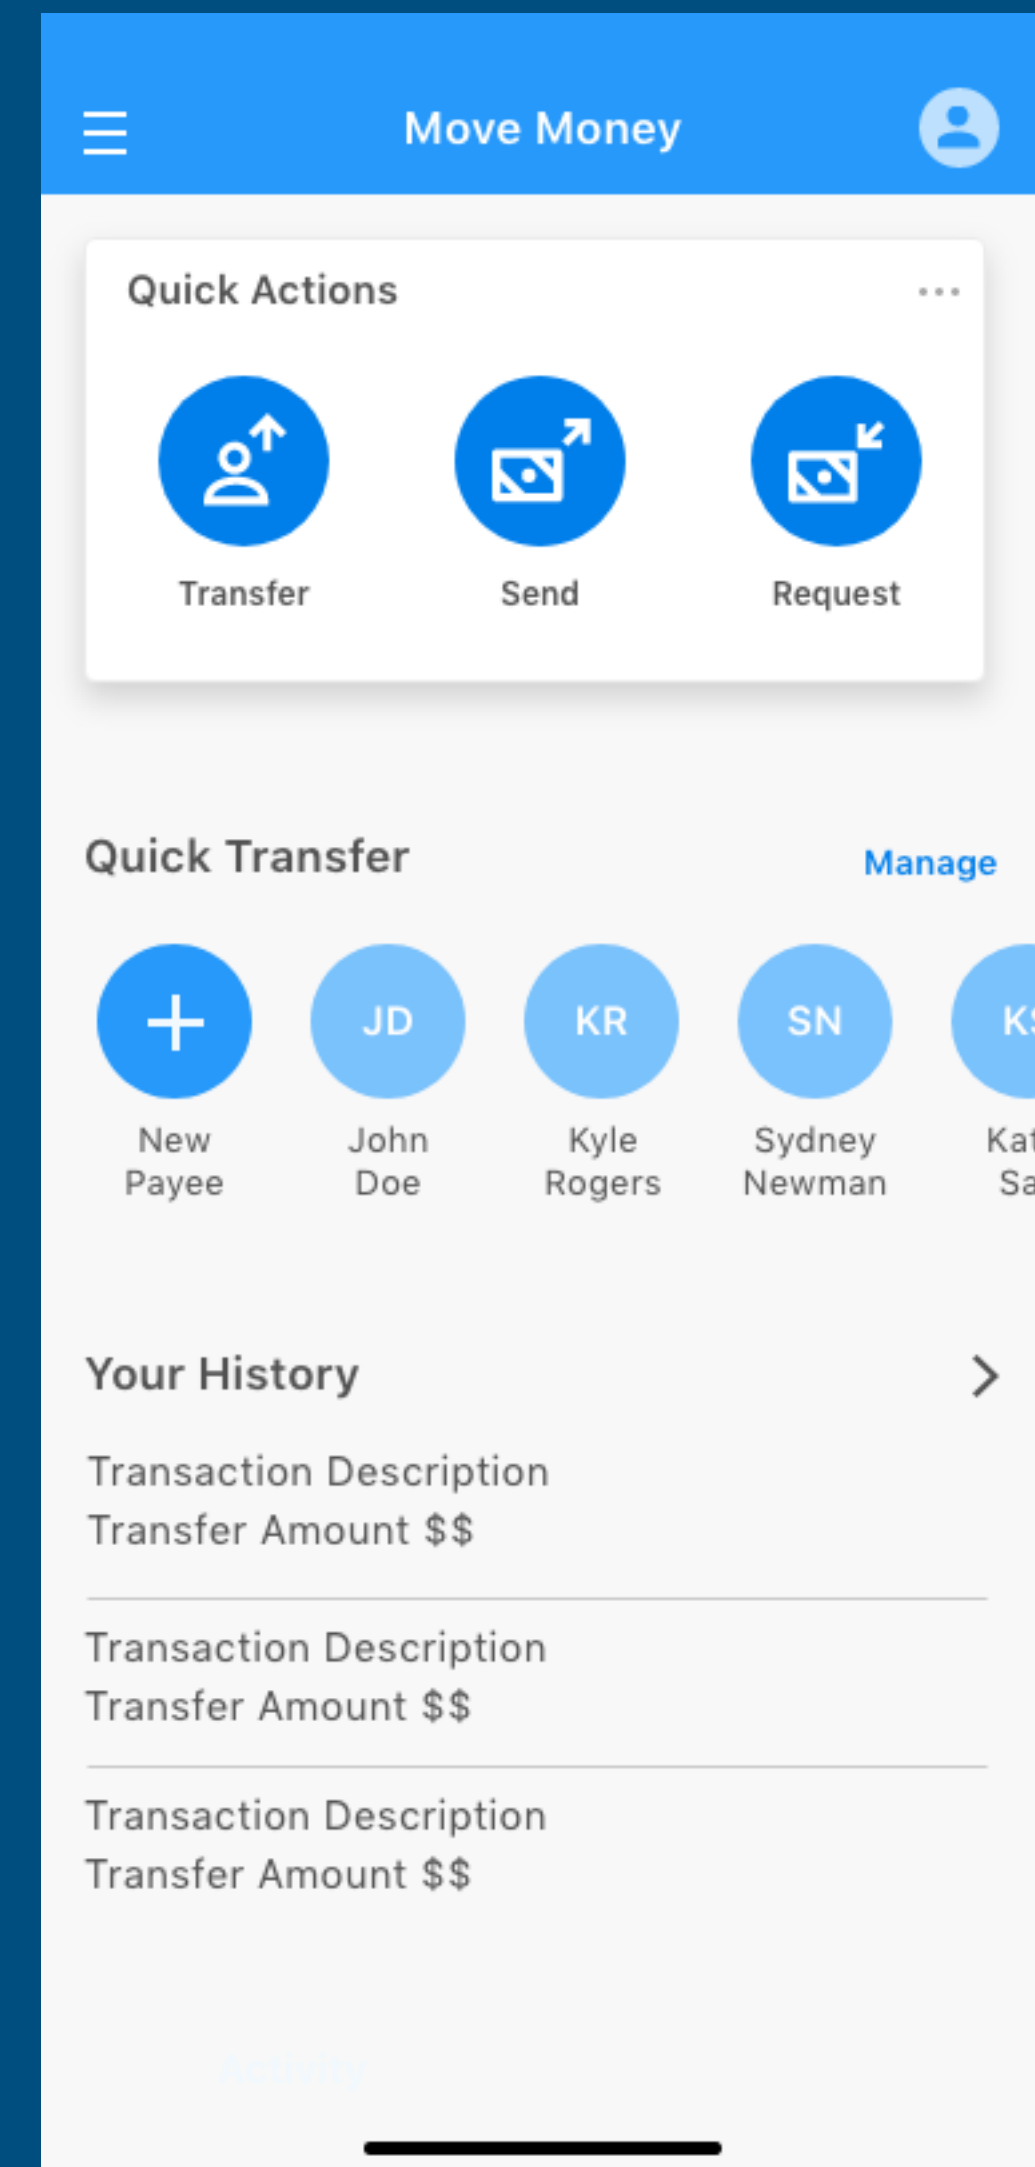 Move Money
Quick Actions
Transfer
Send
Request
Quick Transfer
Manage
JD
KR
SN
New
Payee
John
Doe
Kyle
Rogers
Sydney
Newman
Your History
Transaction Description
Transfer Amount $$
Transaction Description
Transfer Amount $$
Transaction Description
Transfer Amount $$
Activity